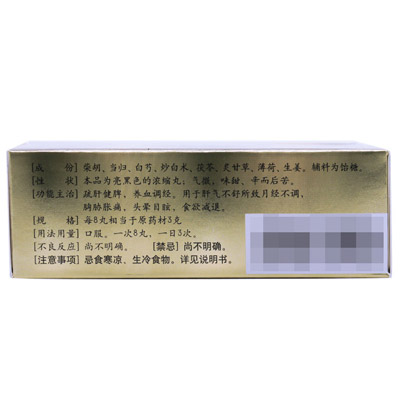 [成　份] 柴胡、当归、白芍、炒白术、茯苓、炙甘草、薄荷、生姜。辅料为饴糖。
[性　状] 本品为亮黑色的浓缩丸；气微，味甜、辛而后苦。
[功能主治] 疏肝健脾，养血调经。用于肝气不舒所致月经不调，
胸胁胀痛，头晕目眩，食欲减退。
[规　格] 每8丸相当于原药材3克
[用法用量] 口服。一次8丸，一日3次。
[不良反应] 尚不明确。 [禁忌] 尚不明确。
[注意事项] 忌食寒凉、生冷食物。详见说明书。